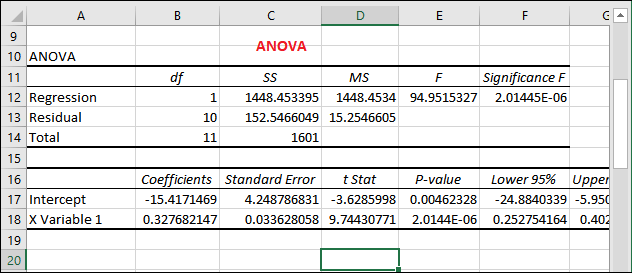 A B C D E F G
9 ANOVA
10 ANOVA
11 df SS MS F Significance F
12 Regression 1 1448.453395 1448.4534 94.9515327 2.01445E-06
13 Residual 10 152.5466049 15.2546605
14 Total 11 1601
15
16 Coefficients Standard Error t Stat P-value Lower 95% Upper
17 Intercept -15.4171469 4.248786831 -3.6285998 0.00462328 -24.8840339 -5.950
18 X Variable 1 0.327682147 0.033628058 9.74430771 2.0144E-06 0.252754164 0.402
19
20